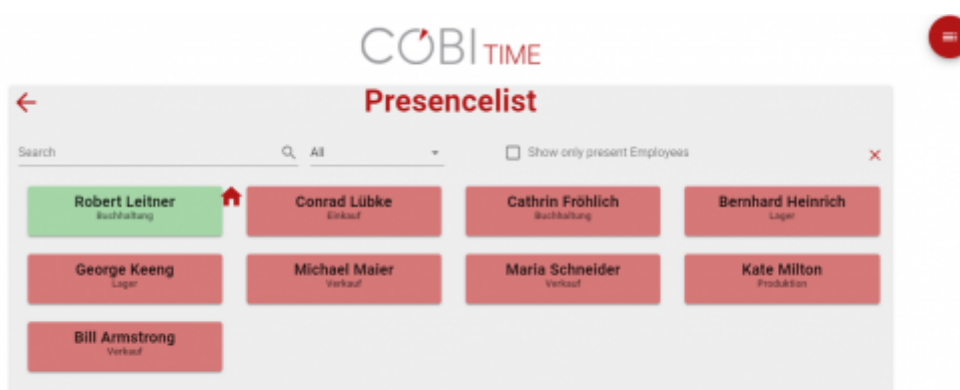 COBI TIME
Presencelist
Search All Show only present Employees
Robert Leitner Conrad Lübke Cathrin Fröhlich Bernhard Heinrich
Buchhaltung Einkauf Buchhaltung Lager
George Keeng Michael Maier Maria Schneider Kate Milton
Lager Verkauf Verkauf Produktion
Bill Armstrong
Verkauf